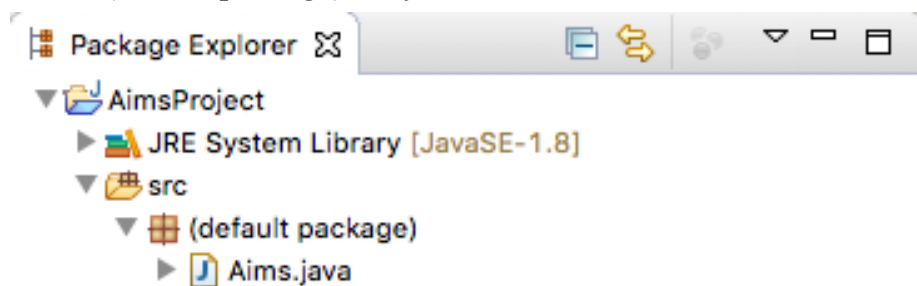 Package Explorer
AimsProject
JRE System Library [JavaSE-1.8]
src
(default package)
Aims.java